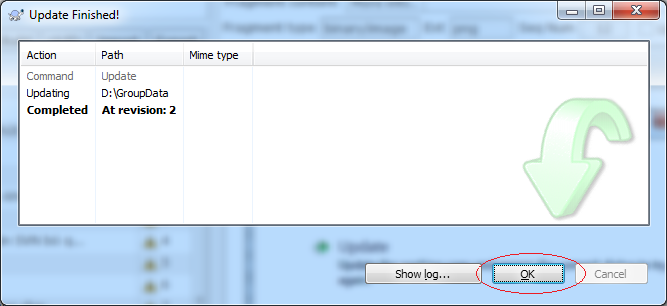 Update Finished!
Action Path Mime type
Command Update
Updating D:\GroupData
Completed At revision: 2
Update
Show log... OK Cancel